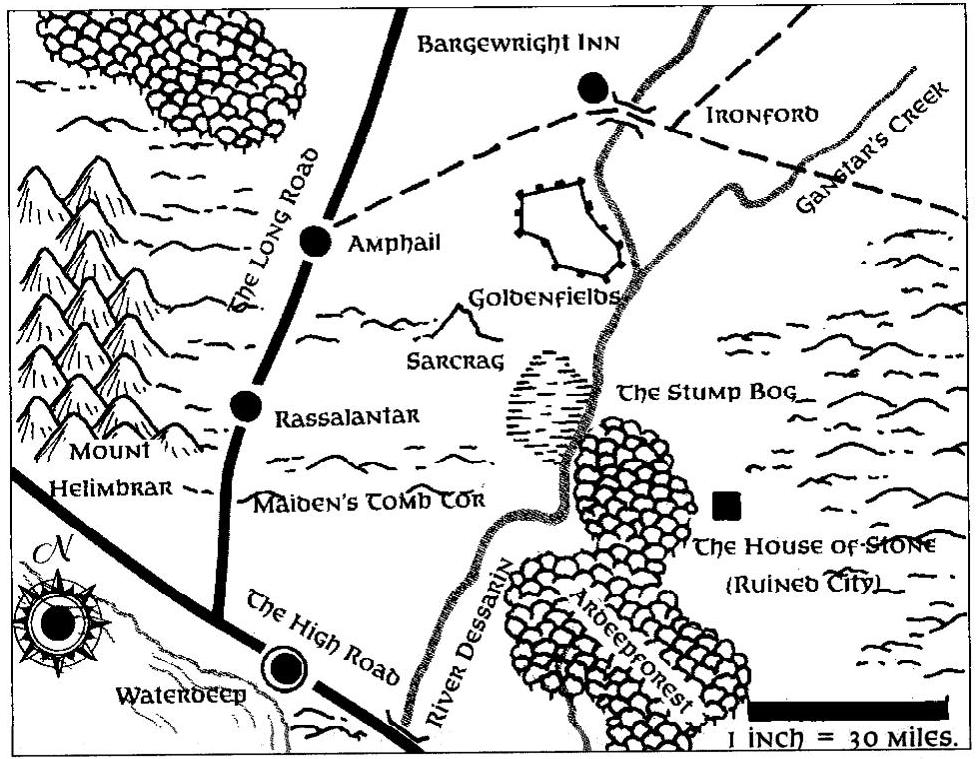 Bargewright Inn
Ironford
Ganstar's Creek
The Long Road
Amphail
Goldenfields
Sarcrag
The Stump Bog
Rassalantar
Mount
Helimbrar
Maiden's Tomb Tor
The House of Stone
(Ruined City)
N
The High Road
River Dessarin
Ardeepforest
Waterdeep
1 inch = 30 miles.